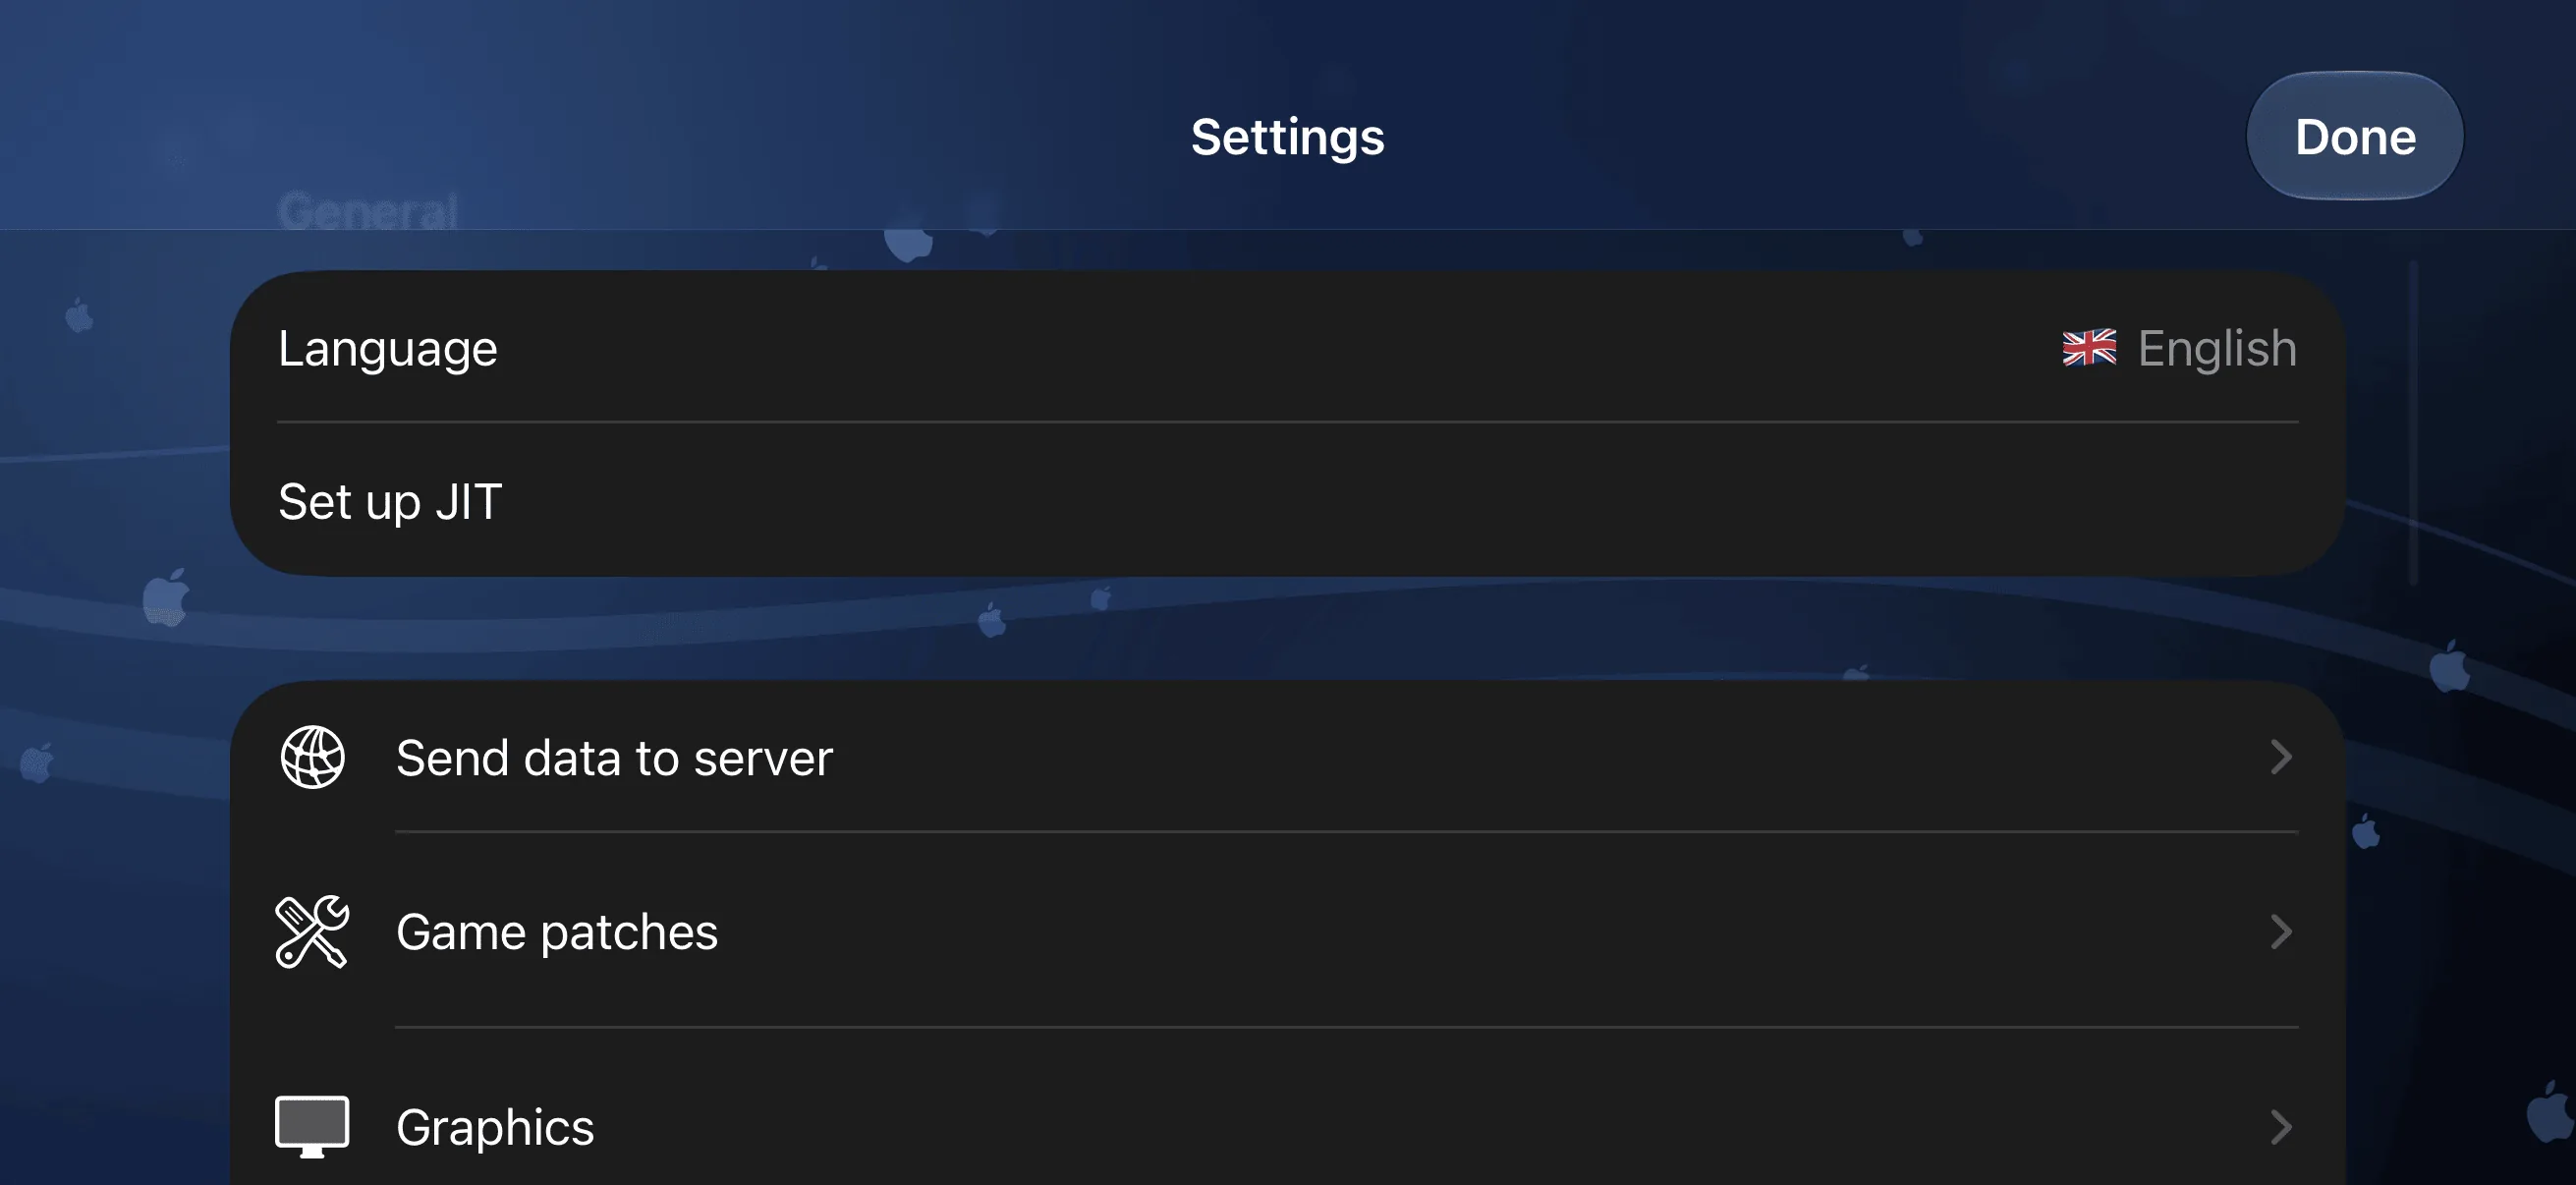 Settings
Done
General
Language
🇬🇧 English
Set up JIT
Send data to server
Game patches
Graphics